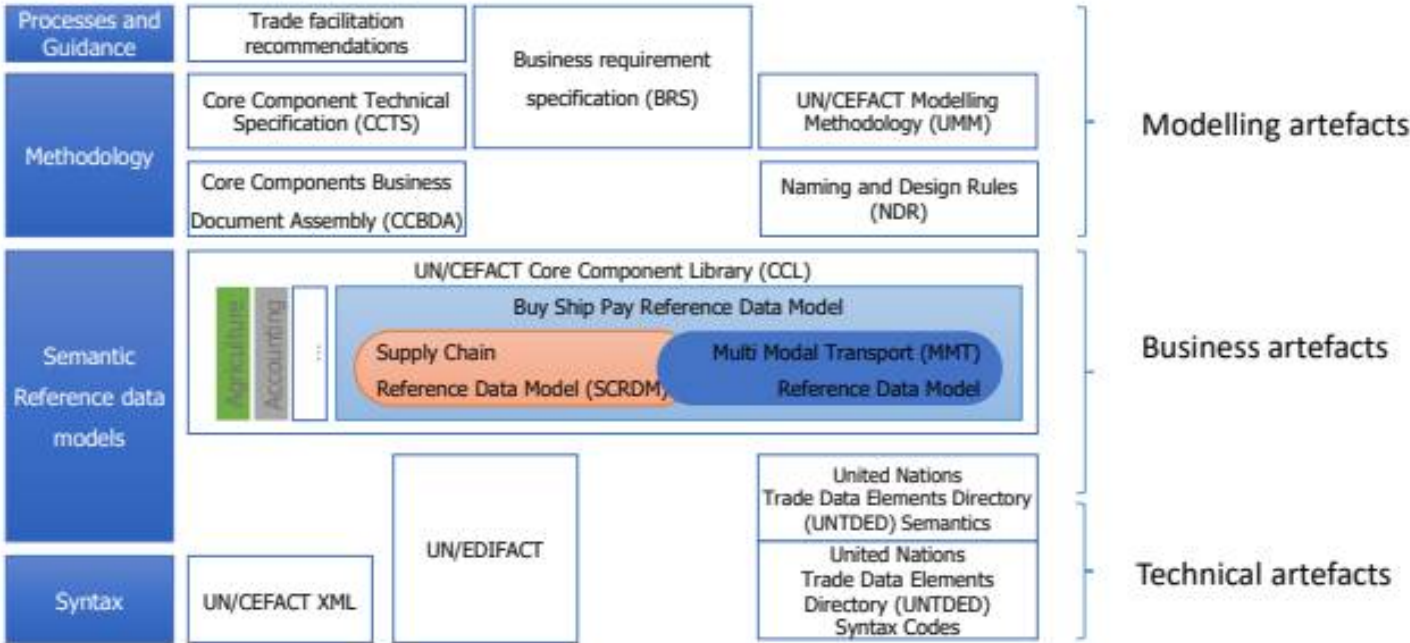 Processes and
Guidance
Trade facilitation
recommendations
Business requirement
specification (BRS)
Methodology
Core Component Technical
Specification (CCTS)
UN/CEFACT Modelling
Methodology (UMM)
Core Components Business
Document Assembly (CCBDA)
Naming and Design Rules
(NDR)
Modelling artefacts
Semantic
Reference data
models
UN/CEFACT Core Component Library (CCL)
Agriculture
Accounting
...
Buy Ship Pay Reference Data Model
Supply Chain
Reference Data Model (SCRDM)
Multi Modal Transport (MMT)
Reference Data Model
Business artefacts
UN/EDIFACT
United Nations
Trade Data Elements Directory
(UNTDED) Semantics
Syntax
UN/CEFACT XML
United Nations
Trade Data Elements
Directory (UNTDED)
Syntax Codes
Technical artefacts